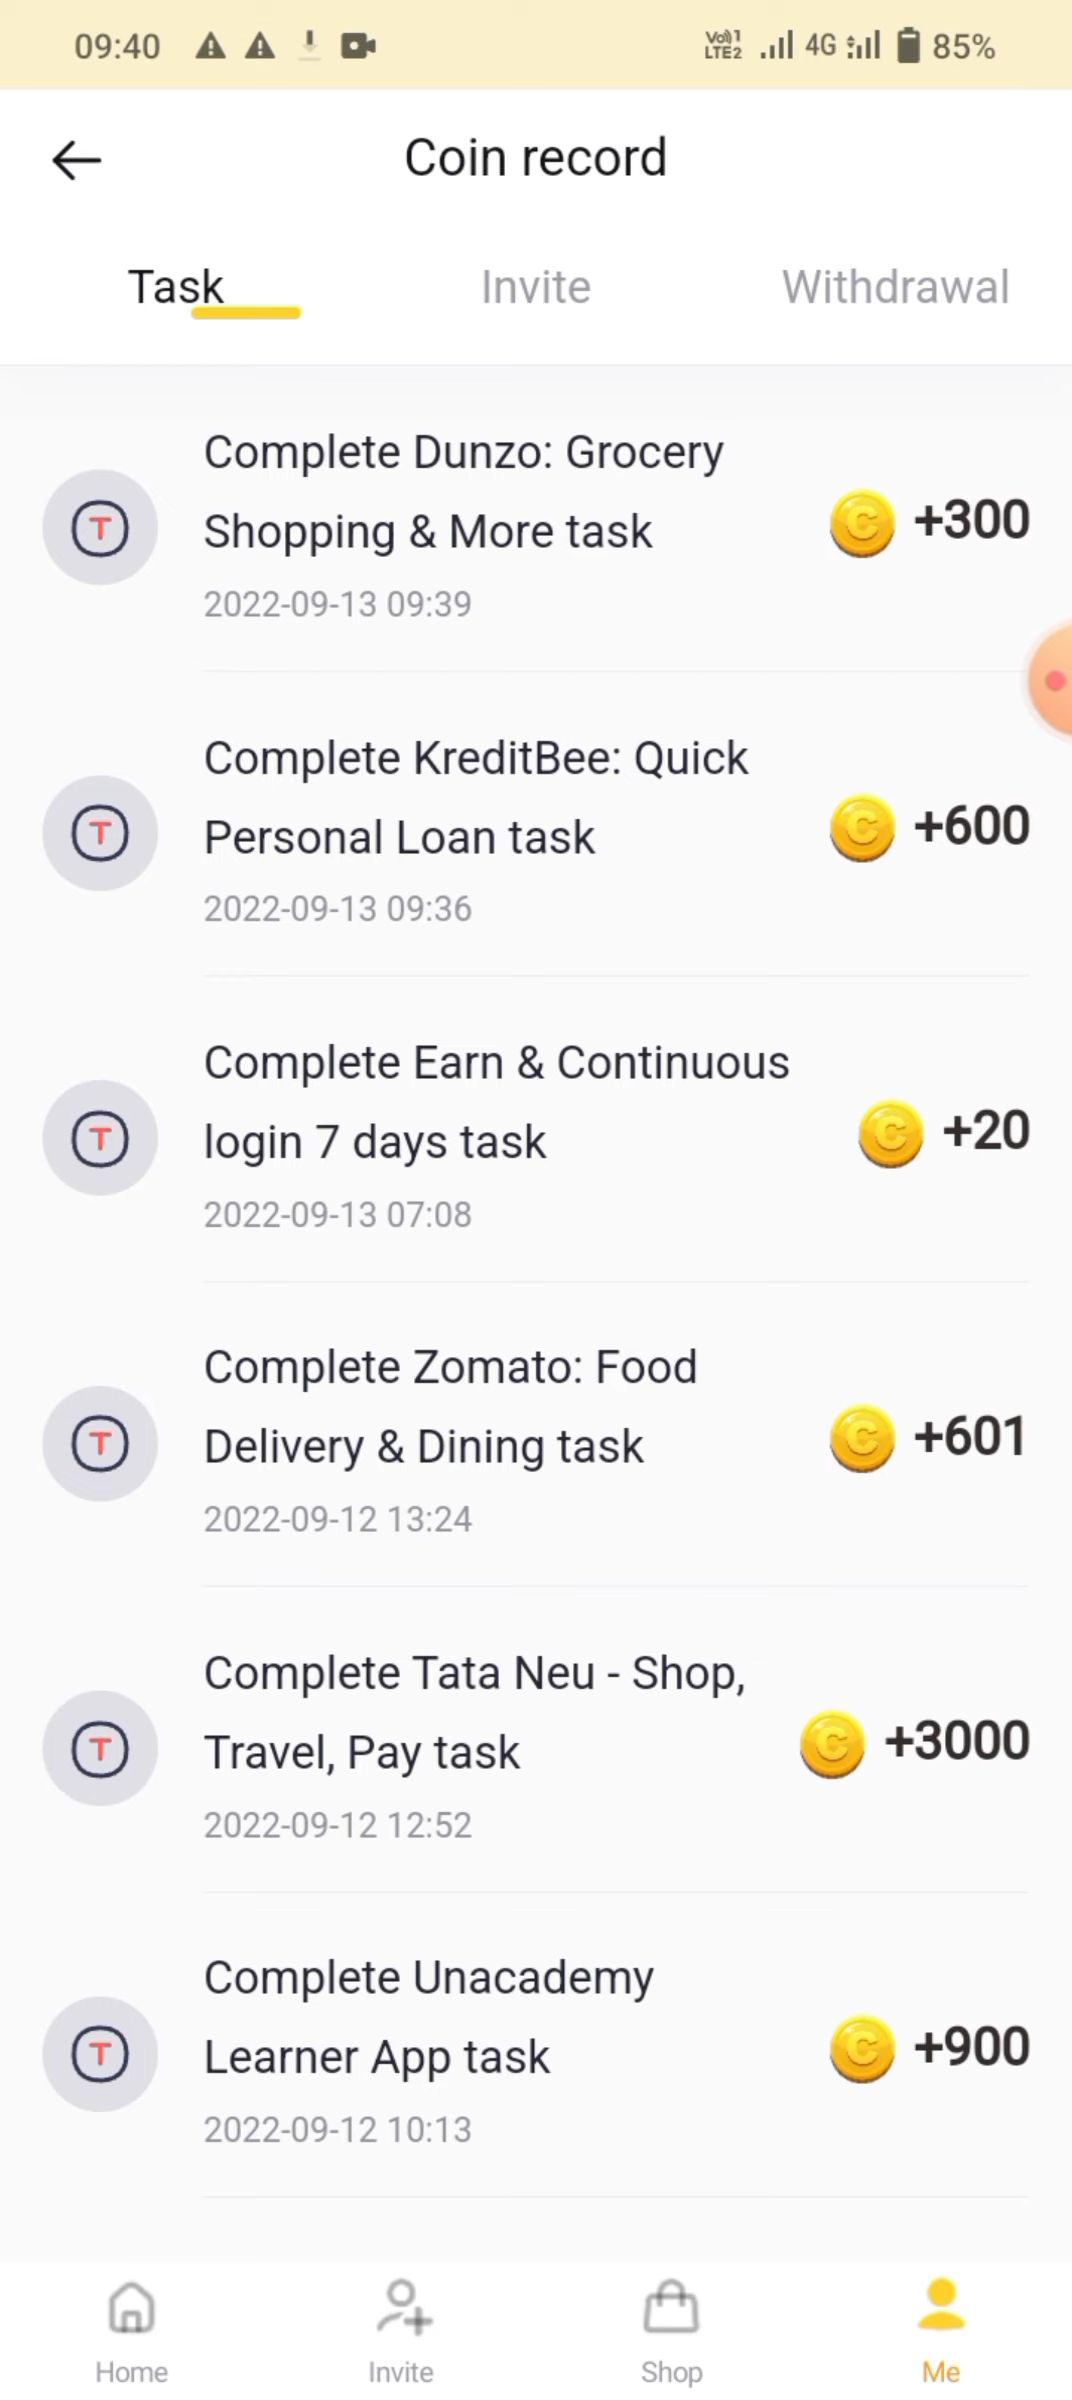 09:40 Vo)) 1 LTE2 4G 85%
Coin record
Task Invite Withdrawal
Complete Dunzo: Grocery
Shopping & More task
+300
2022-09-13 09:39
Complete KreditBee: Quick
Personal Loan task
+600
2022-09-13 09:36
Complete Earn & Continuous
login 7 days task
+20
2022-09-13 07:08
Complete Zomato: Food
Delivery & Dining task
+601
2022-09-12 13:24
Complete Tata Neu - Shop,
Travel, Pay task
+3000
2022-09-12 12:52
Complete Unacademy
Learner App task
+900
2022-09-12 10:13
Home Invite Shop Me